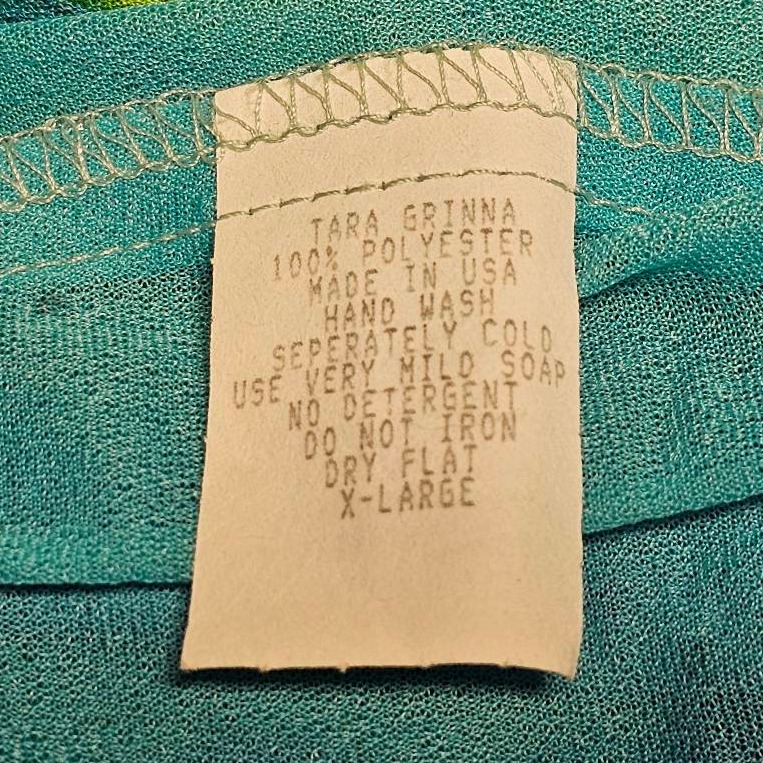 TARA GRINNA
100% POLYESTER
MADE IN USA
HAND WASH
SEPERATELY COLD
USE VERY MILD SOAP
NO DETERGENT
DO NOT IRON
DRY FLAT
X-LARGE